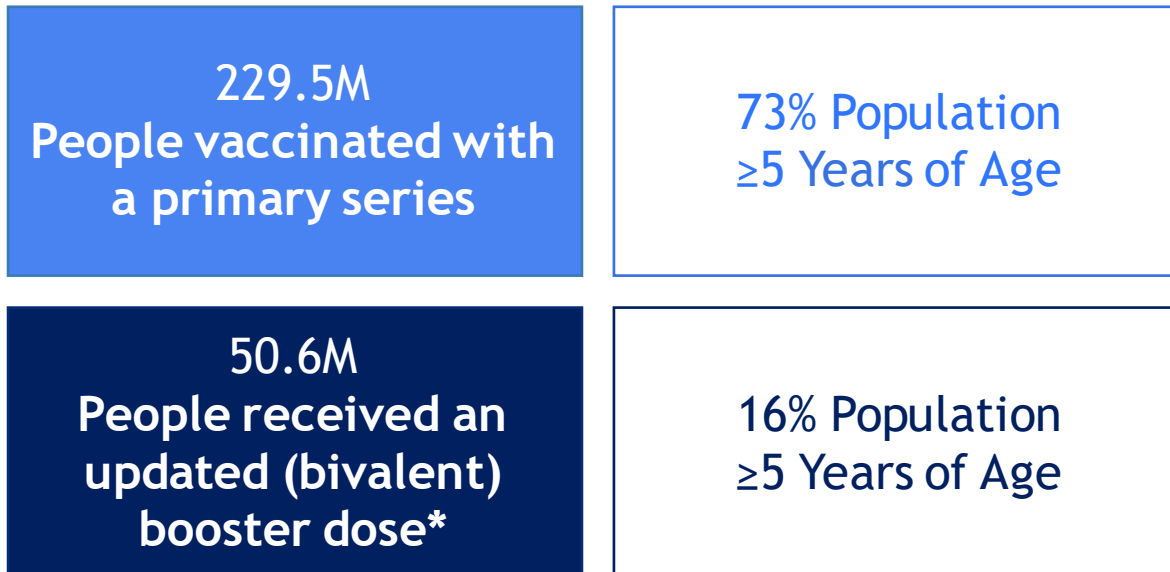 229.5M
People vaccinated with
a primary series
73% Population
≥5 Years of Age
50.6M
People received an
updated (bivalent)
booster dose*
16% Population
≥5 Years of Age